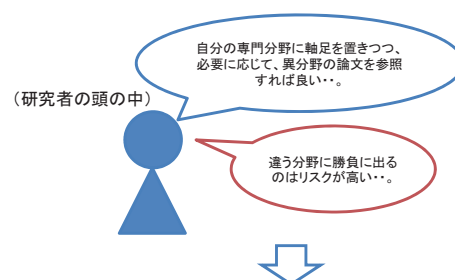 自分の専門分野に軸足を置きつつ、
必要に応じて、異分野の論文を参照
すれば良い・・。
（研究者の頭の中）
違う分野に勝負に出る
のはリスクが高い・・。